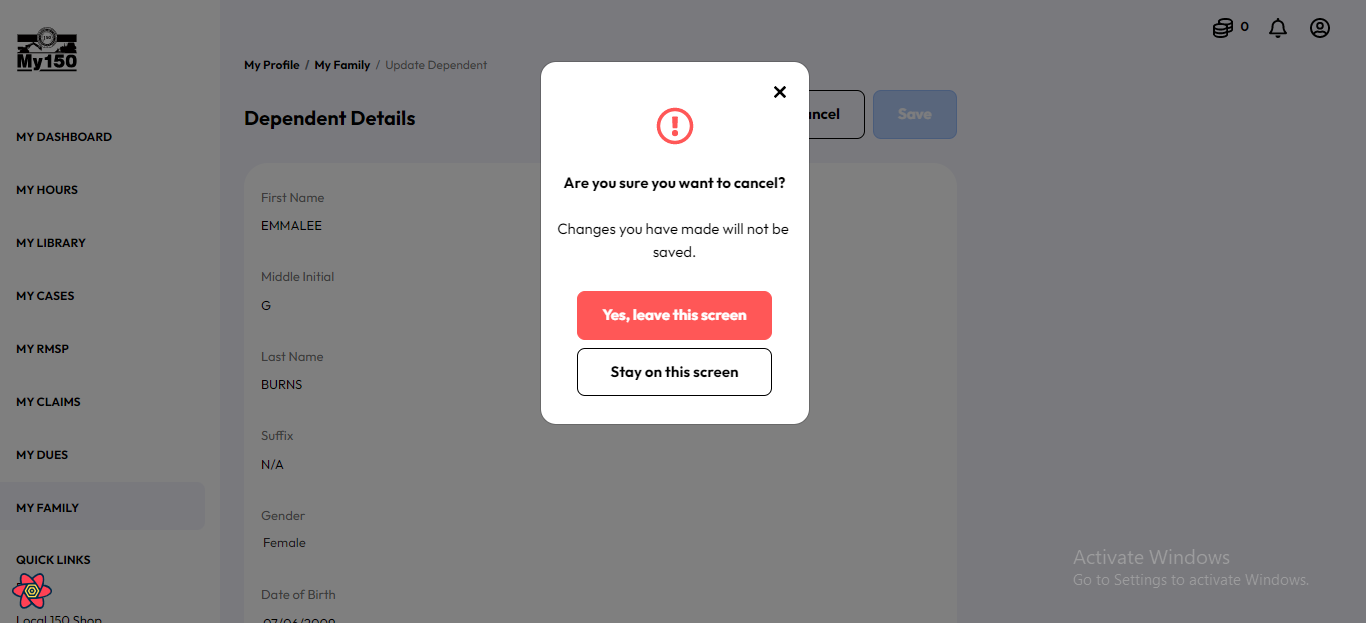 0
My150
My Profile / My Family / Update Dependent
Dependent Details
ncel
Save
MY DASHBOARD
MY HOURS
MY LIBRARY
MY CASES
MY RMSP
MY CLAIMS
MY DUES
MY FAMILY
QUICK LINKS
Local 150 Shop
First Name
EMMALEE
Middle Initial
G
Last Name
BURNS
Suffix
N/A
Gender
Female
Date of Birth
Are you sure you want to cancel?
Changes you have made will not be
saved.
Yes, leave this screen
Stay on this screen
Activate Windows
Go to Settings to activate Windows.